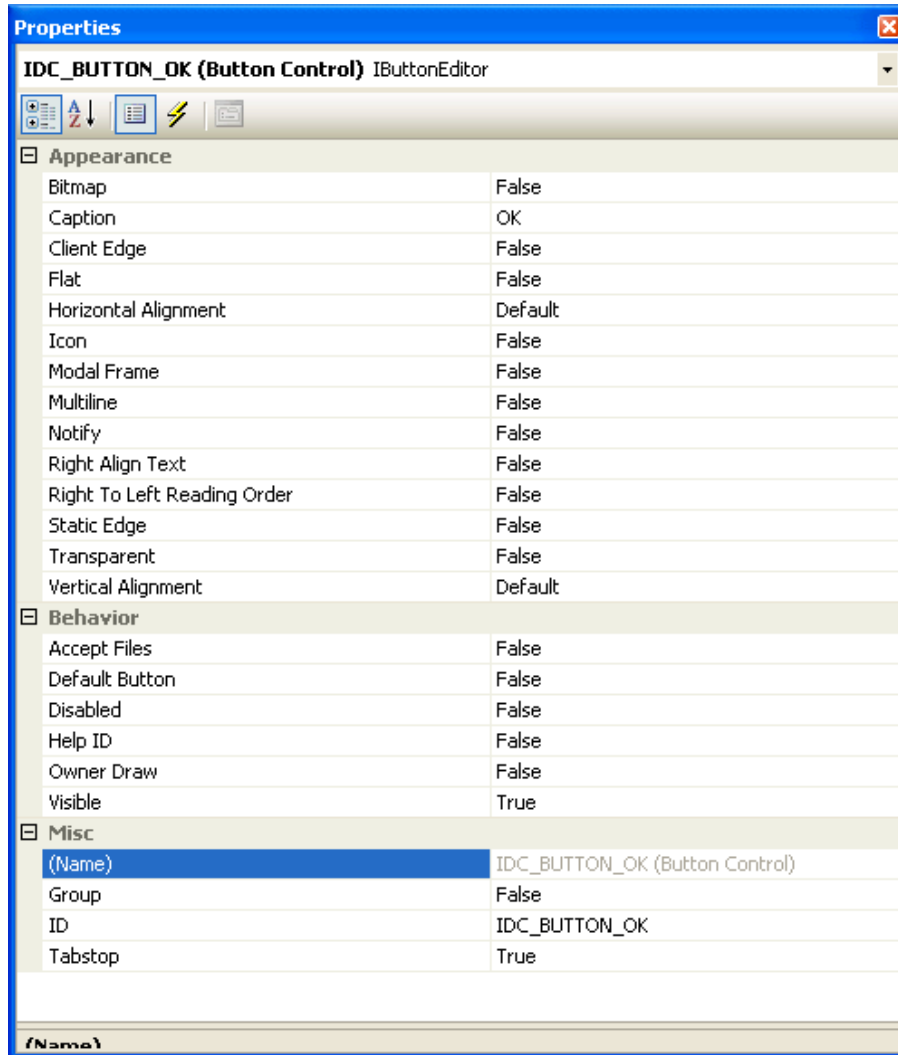 Properties
IDC_BUTTON_OK (Button Control) IButtonEditor
Appearance
Bitmap False
Caption OK
Client Edge False
Flat False
Horizontal Alignment Default
Icon False
Modal Frame False
Multiline False
Notify False
Right Align Text False
Right To Left Reading Order False
Static Edge False
Transparent False
Vertical Alignment Default
Behavior
Accept Files False
Default Button False
Disabled False
Help ID False
Owner Draw False
Visible True
Misc
(Name) IDC_BUTTON_OK (Button Control)
Group False
ID IDC_BUTTON_OK
Tabstop True
(Name)